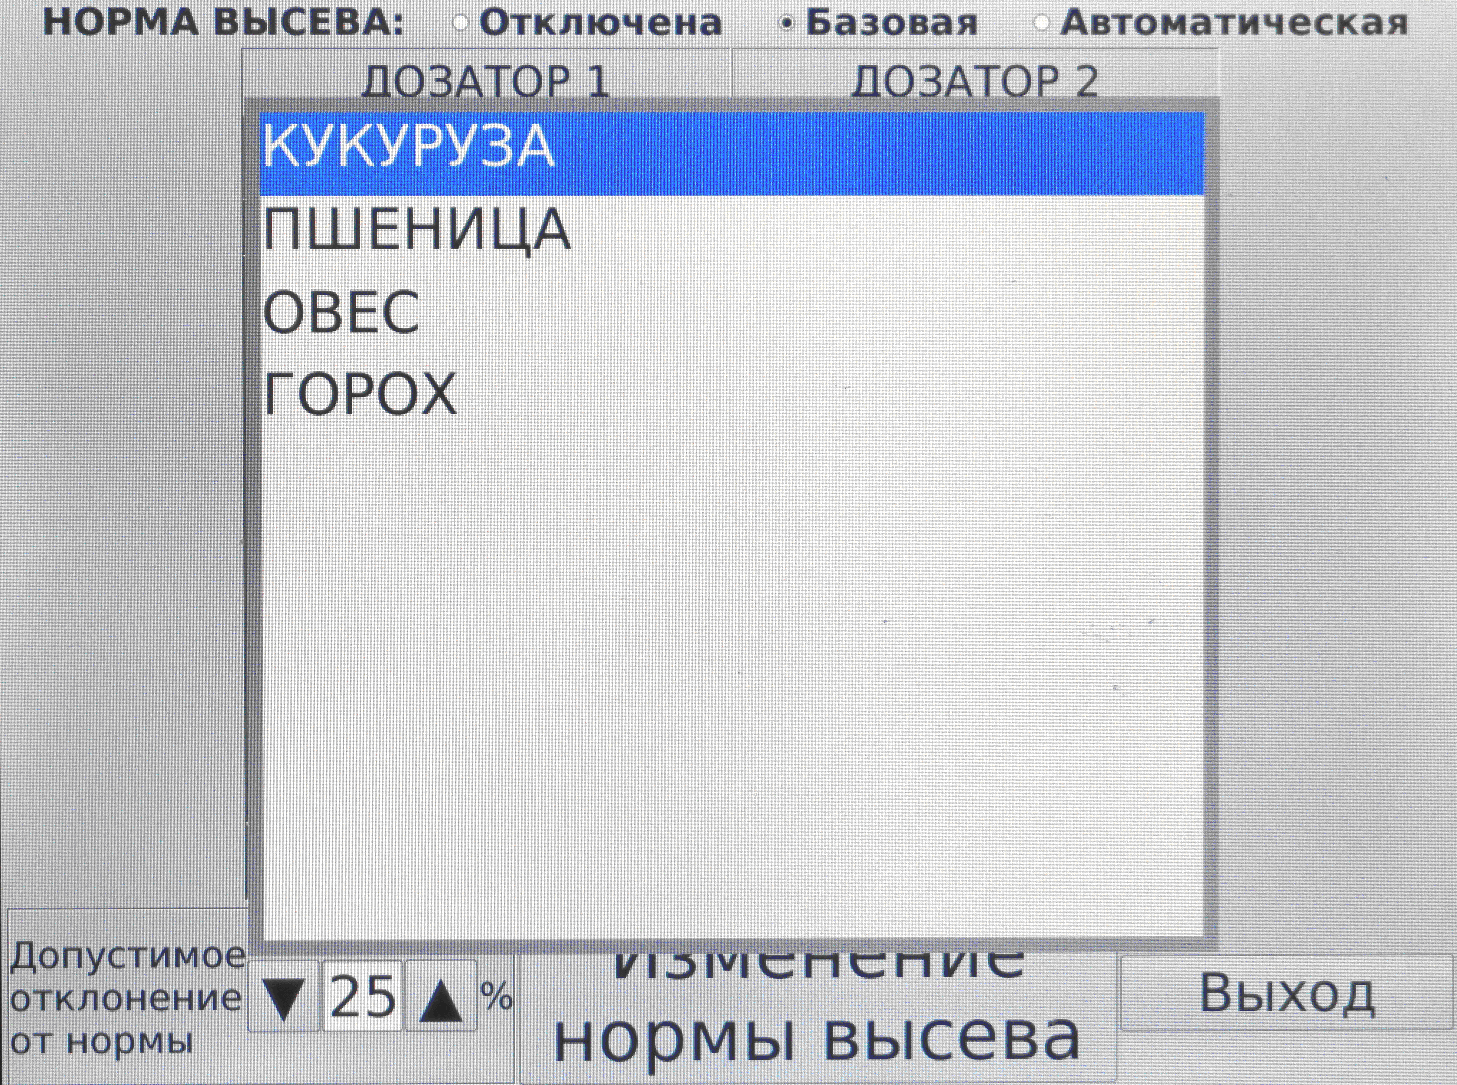 НОРМА ВЫСЕВА: Отключена Базовая Автоматическая
ДОЗАТОР 1 ДОЗАТОР 2
КУКУРУЗА
ПШЕНИЦА
ОВЕС
ГОРОХ
Допустимое
отклонение
от нормы
▼ 25 ▲ %
Изменение
нормы высева
Выход